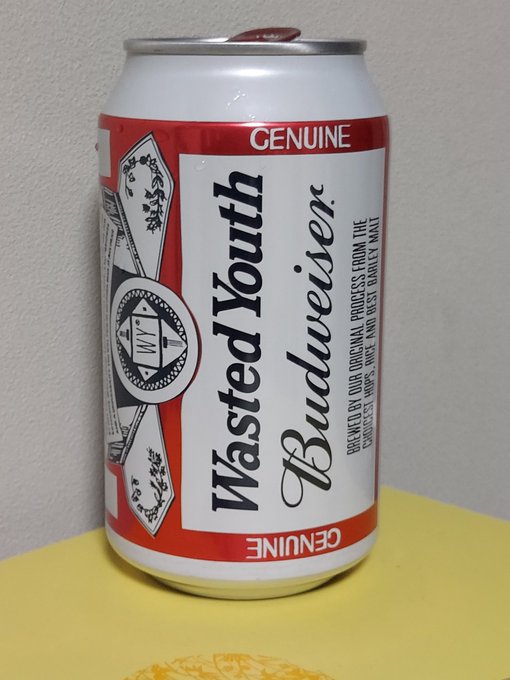 GENUINE
Wasted Youth
Budweiser
BREWED BY OUR ORIGINAL PROCESS FROM THE
CHOICEST HOPS, RICE AND BEST BARLEY MALT
WY
GENUINE